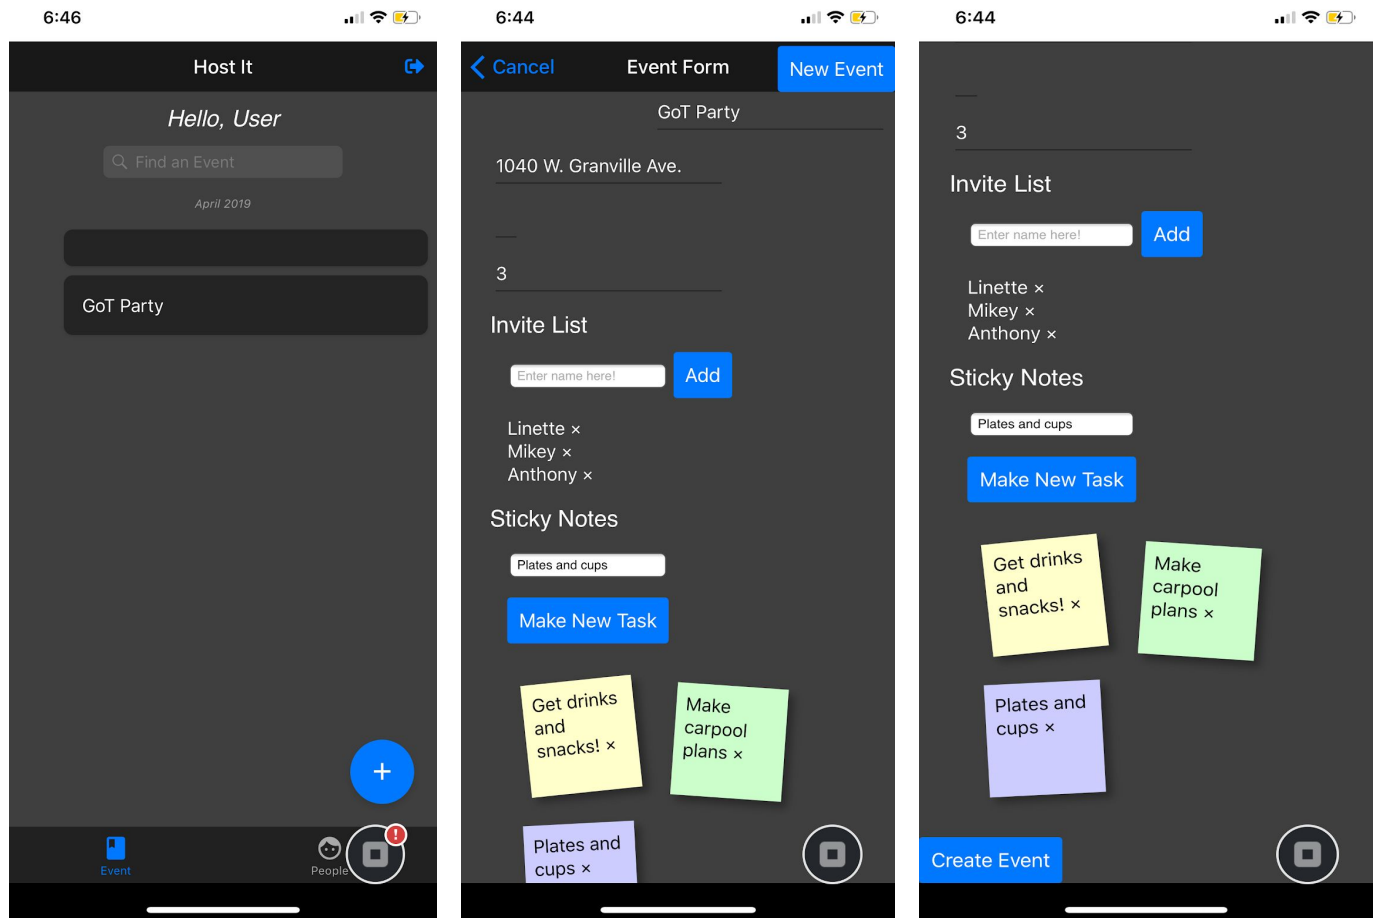 6:46
Host It
Hello, User
Find an Event
April 2019
GoT Party
+
Event
People
!
6:44
Cancel
Event Form
New Event
GoT Party
1040 W. Granville Ave.
3
Invite List
Enter name here!
Add
Linette ×
Mikey ×
Anthony ×
Sticky Notes
Plates and cups
Make New Task
Get drinks
and
snacks! ×
Make
carpool
plans ×
Plates and
cups ×
6:44
3
Invite List
Enter name here!
Add
Linette ×
Mikey ×
Anthony ×
Sticky Notes
Plates and cups
Make New Task
Get drinks
and
snacks! ×
Make
carpool
plans ×
Plates and
cups ×
Create Event